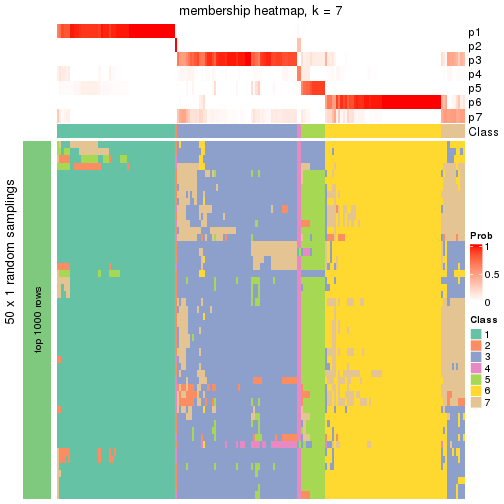 membership heatmap, k = 7
p1
p2
p3
p4
p5
p6
p7
Class
50 x 1 random samplings
top 1000 rows
Prob
1
0.5
0
Class
1
2
3
4
5
6
7